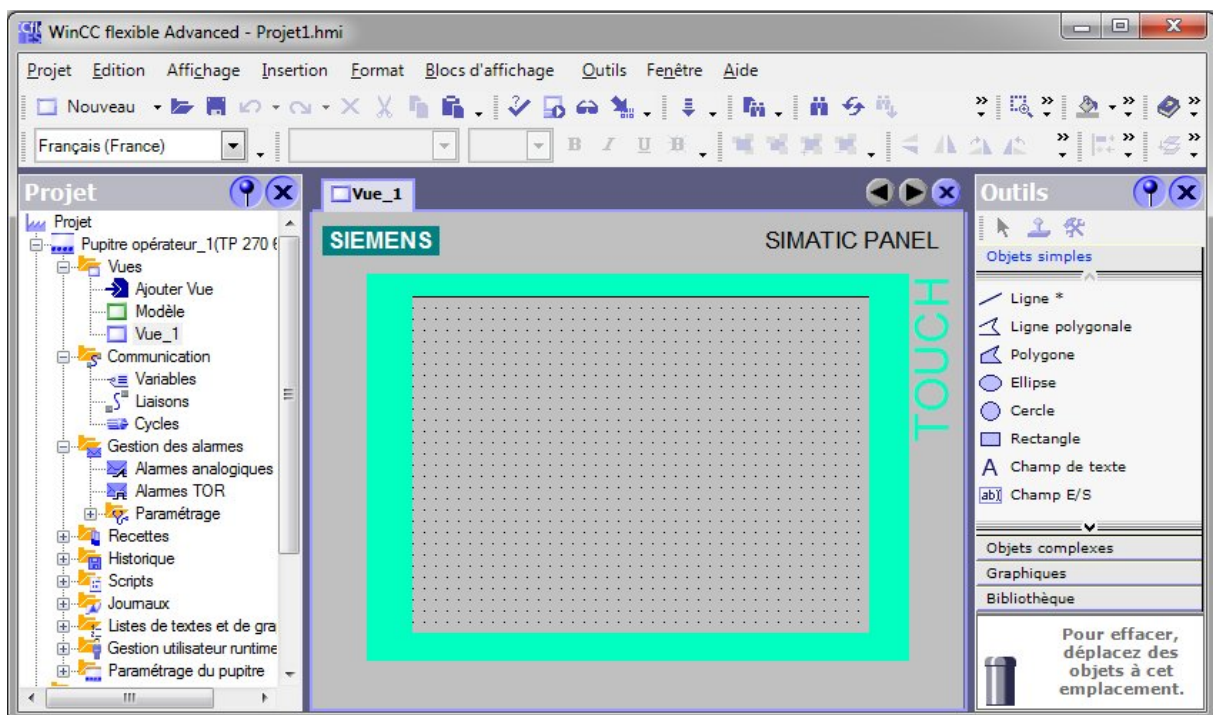 WinCC flexible Advanced - Projet1.hmi
Projet Edition Affichage Insertion Format Blocs d'affichage Outils Fenêtre Aide
Nouveau
Français (France)
B I U
Projet
Projet
Pupitre opérateur_1(TP 270 6
Vues
Ajouter Vue
Modèle
Vue_1
Communication
Variables
Liaisons
Cycles
Gestion des alarmes
Alarmes analogiques
Alarmes TOR
Paramétrage
Recettes
Historique
Scripts
Journaux
Listes de textes et de gra
Gestion utilisateur runtime
Paramétrage du pupitre
Vue_1
SIEMENS
SIMATIC PANEL
TOUCH
Outils
Objets simples
Ligne *
Ligne polygonale
Polygone
Ellipse
Cercle
Rectangle
A Champ de texte
ab Champ E/S
Objets complexes
Graphiques
Bibliothèque
Pour effacer,
déplacez des
objets à cet
emplacement.